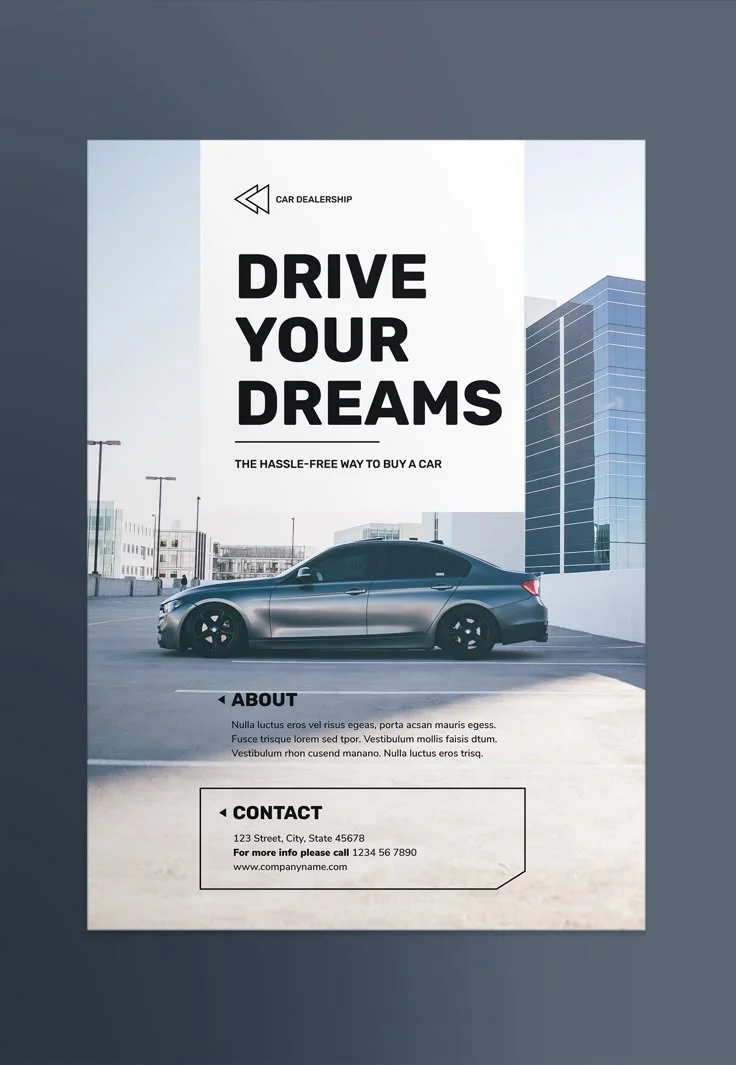 CAR DEALERSHIP
DRIVE
YOUR
DREAMS
THE HASSLE-FREE WAY TO BUY A CAR
ABOUT
Nulla luctus eros vel risus egeas, porta acsan mauris egess.
Fusce trisque lorem sed tpor. Vestibulum mollis faisis dtum.
Vestibulum rhon cusend manano. Nulla luctus eros trisq.
CONTACT
123 Street, City, State 45678
For more info please call 1234 56 7890
www.companyname.com